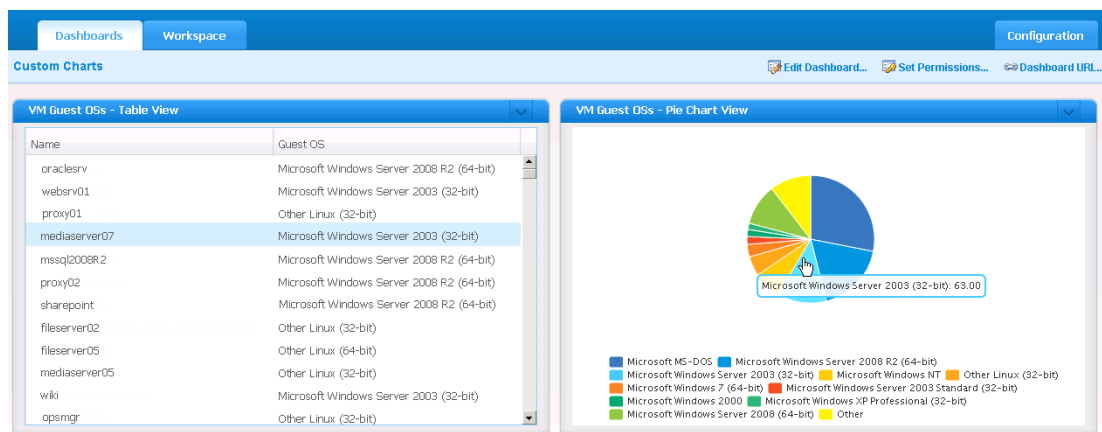 Dashboards Workspace Configuration
Custom Charts Edit Dashboard... Set Permissions... Dashboard URL...
VM Guest OSs - Table View
Name Guest OS
oraclesrv Microsoft Windows Server 2008 R2 (64-bit)
websrv01 Microsoft Windows Server 2003 (32-bit)
proxy01 Other Linux (32-bit)
mediaserver07 Microsoft Windows Server 2003 (32-bit)
mssql2008R2 Microsoft Windows Server 2008 R2 (64-bit)
proxy02 Microsoft Windows Server 2008 R2 (64-bit)
sharepoint Microsoft Windows Server 2008 R2 (64-bit)
fileserver02 Other Linux (32-bit)
fileserver05 Other Linux (64-bit)
mediaserver05 Other Linux (32-bit)
wiki Microsoft Windows Server 2003 (32-bit)
opsmgr Other Linux (32-bit)
VM Guest OSs - Pie Chart View
Microsoft Windows Server 2003 (32-bit): 63.00
Microsoft MS-DOS Microsoft Windows Server 2008 R2 (64-bit)
Microsoft Windows Server 2003 (32-bit) Microsoft Windows NT Other Linux (32-bit)
Microsoft Windows 7 (64-bit) Microsoft Windows Server 2003 Standard (32-bit)
Microsoft Windows 2000 Microsoft Windows XP Professional (32-bit)
Microsoft Windows Server 2008 (64-bit) Other